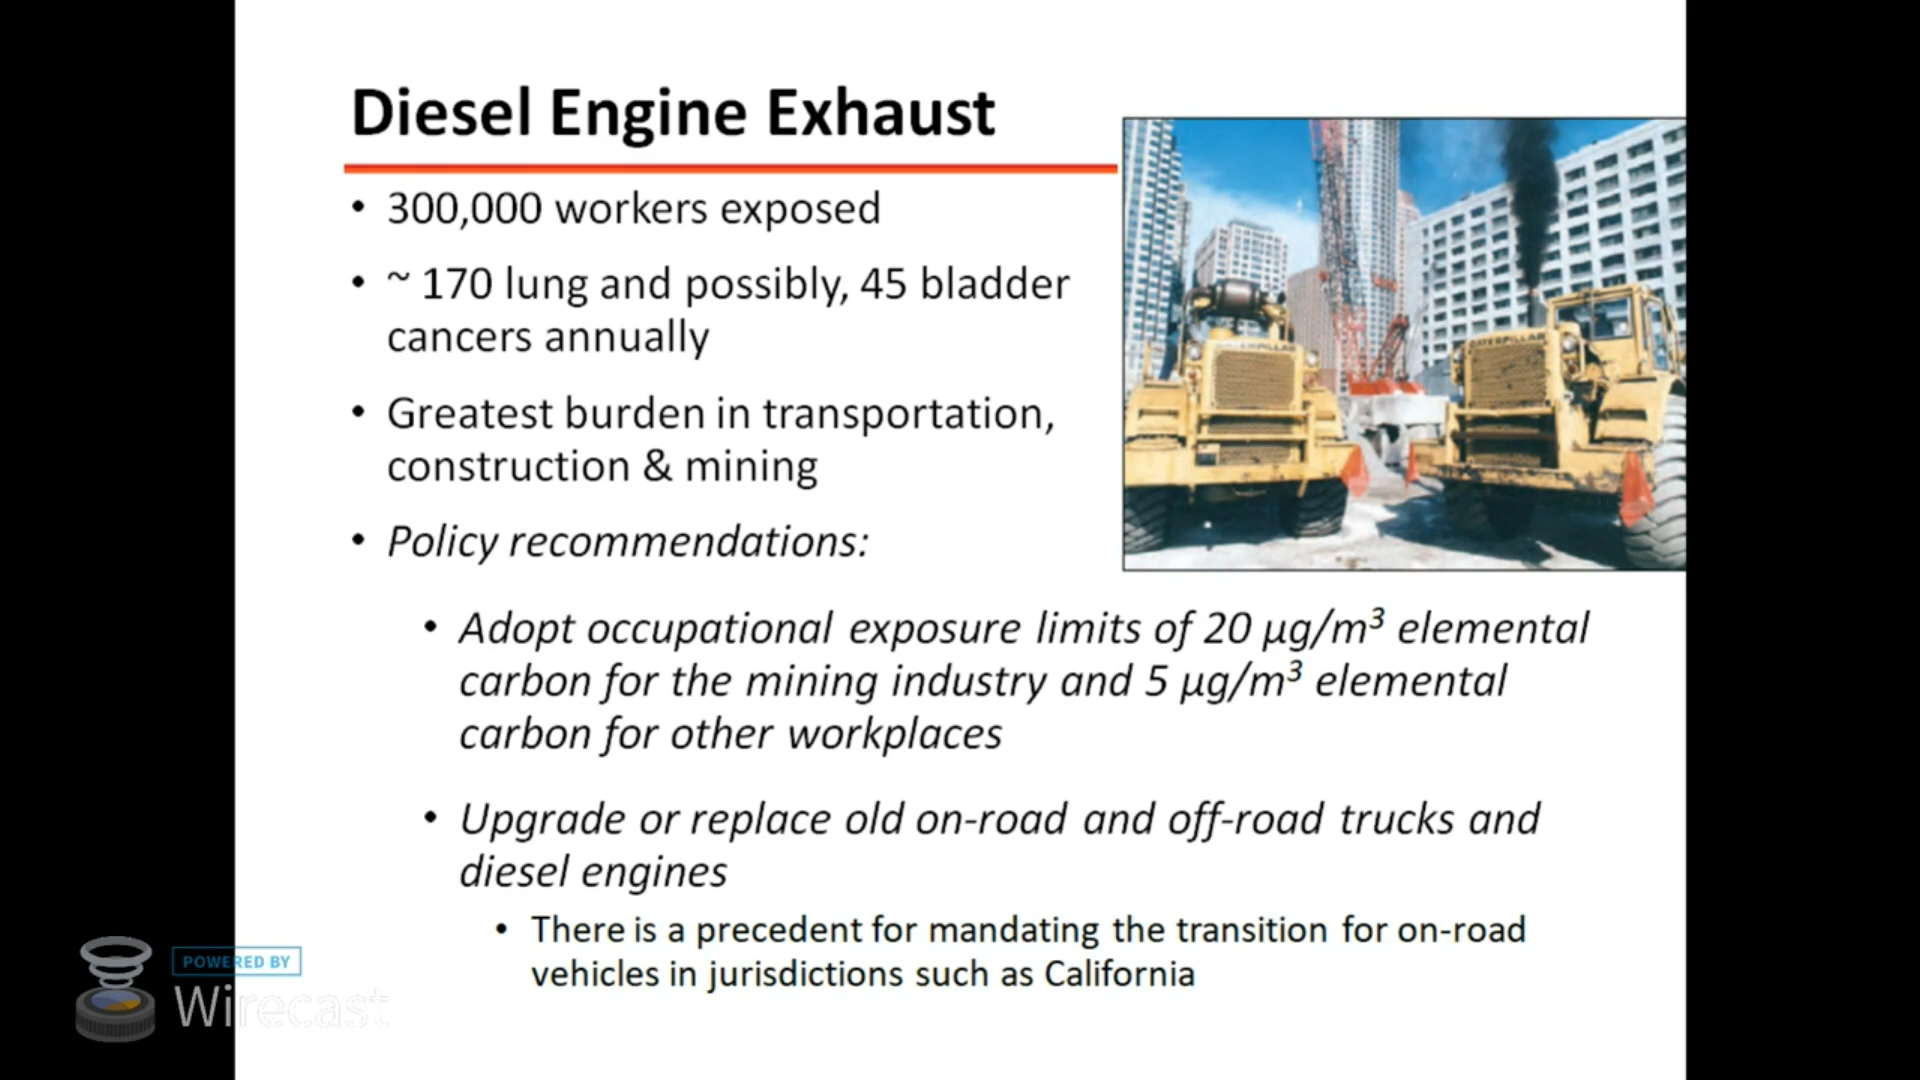 Diesel Engine Exhaust
• 300,000 workers exposed
• ~ 170 lung and possibly, 45 bladder
cancers annually
• Greatest burden in transportation,
construction & mining
• Policy recommendations:
• Adopt occupational exposure limits of 20 µg/m³ elemental
carbon for the mining industry and 5 µg/m³ elemental
carbon for other workplaces
• Upgrade or replace old on-road and off-road trucks and
diesel engines
• There is a precedent for mandating the transition for on-road
vehicles in jurisdictions such as California
CATERPILLAR
CATERPILLAR
POWERED BY
Wirecast